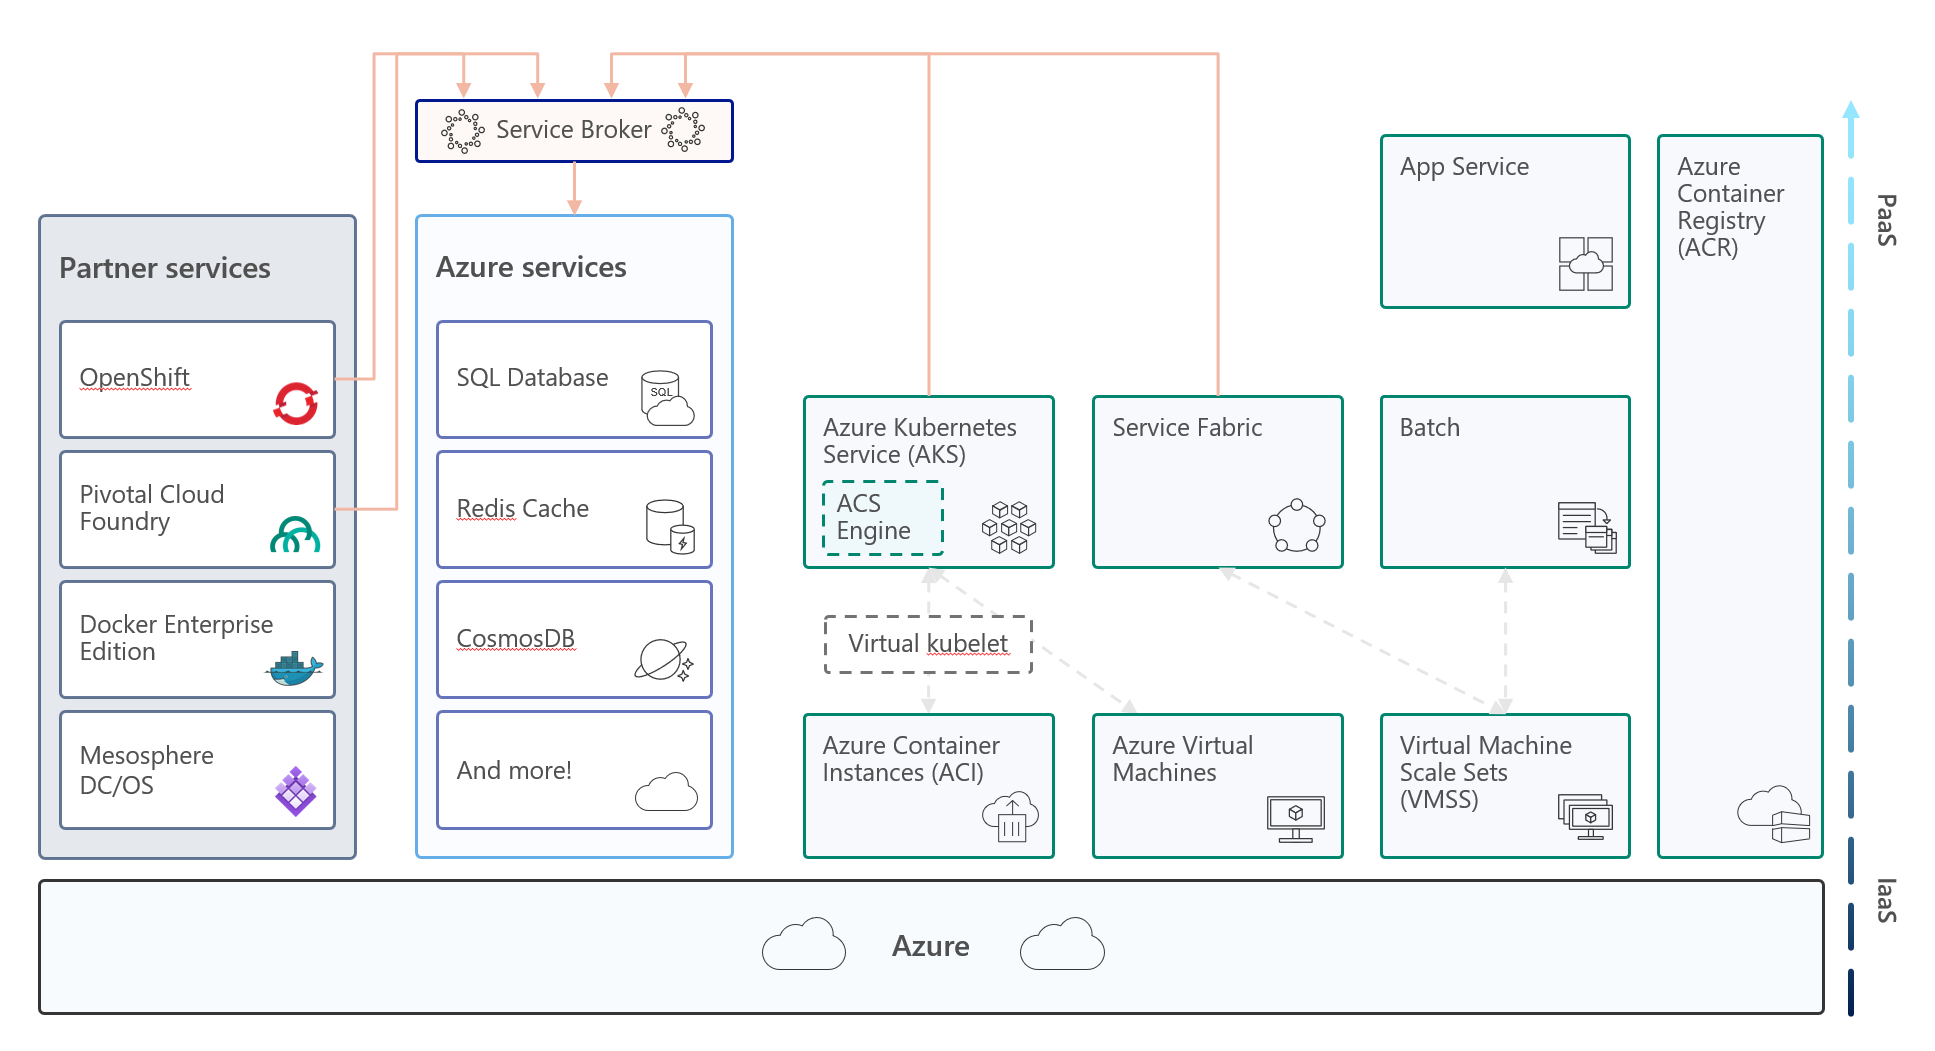 Service Broker
Partner services
OpenShift
Pivotal Cloud
Foundry
Docker Enterprise
Edition
Mesosphere
DC/OS
Azure services
SQL Database
SQL
Redis Cache
CosmosDB
And more!
Azure Kubernetes
Service (AKS)
ACS
Engine
Service Fabric
App Service
Batch
Azure
Container
Registry
(ACR)
Virtual kubelet
Azure Container
Instances (ACI)
Azure Virtual
Machines
Virtual Machine
Scale Sets
(VMSS)
PaaS
IaaS
Azure